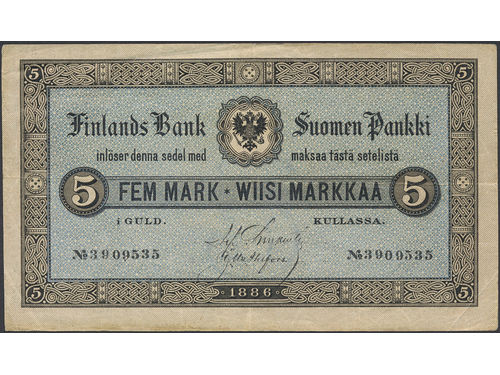 5 5
Finlands Bank Suomen Pankki
inlöser denna sedel med maksaa tästä setelistä
5 FEM MARK * WIISI MARKKAA 5
i GULD. KULLASSA.
№3909535 №3909535
5 1886 5